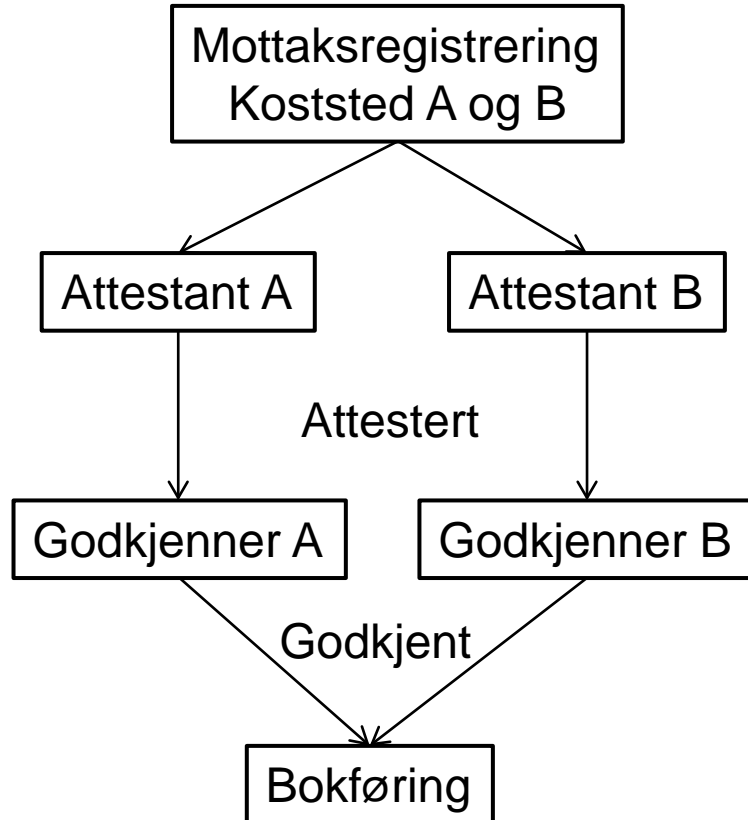 Mottaksregistrering
Koststed A og B
Attestant A
Attestant B
Attestert
Godkjenner A
Godkjenner B
Godkjent
Bokføring